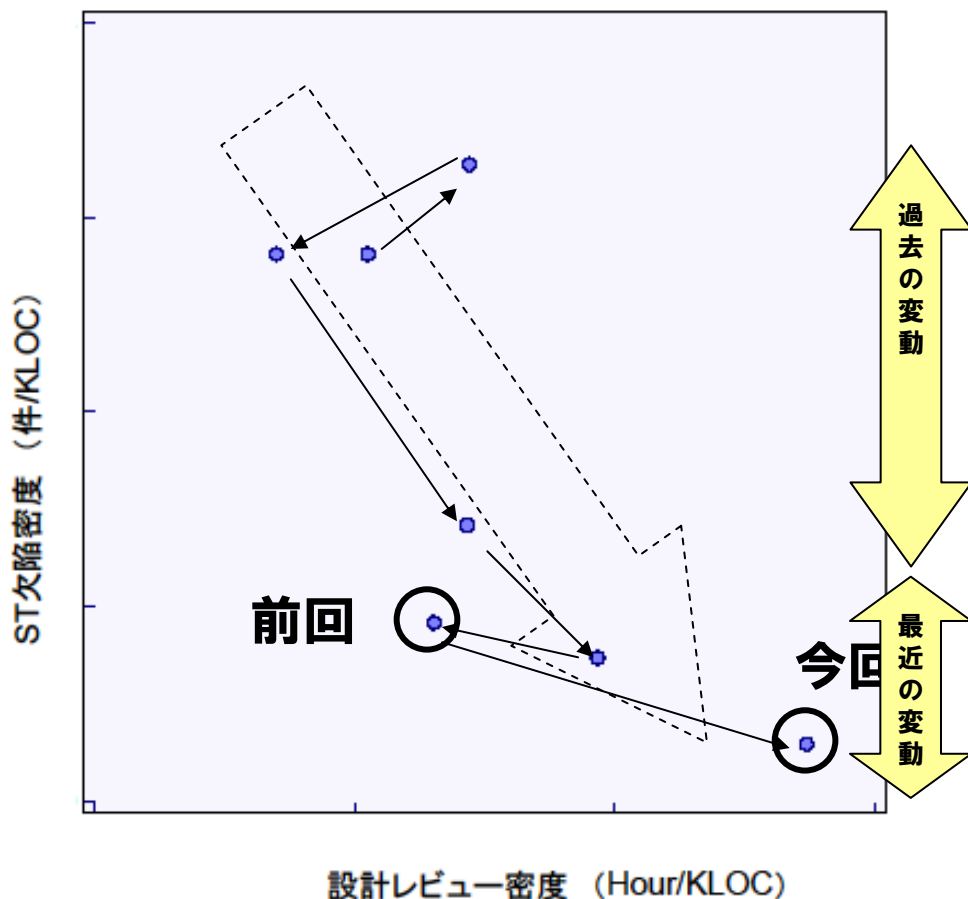 ST欠陥密度 （件/KLOC）
過去の変動
前回
今回
最近の変動
設計レビュー密度 （Hour/KLOC）